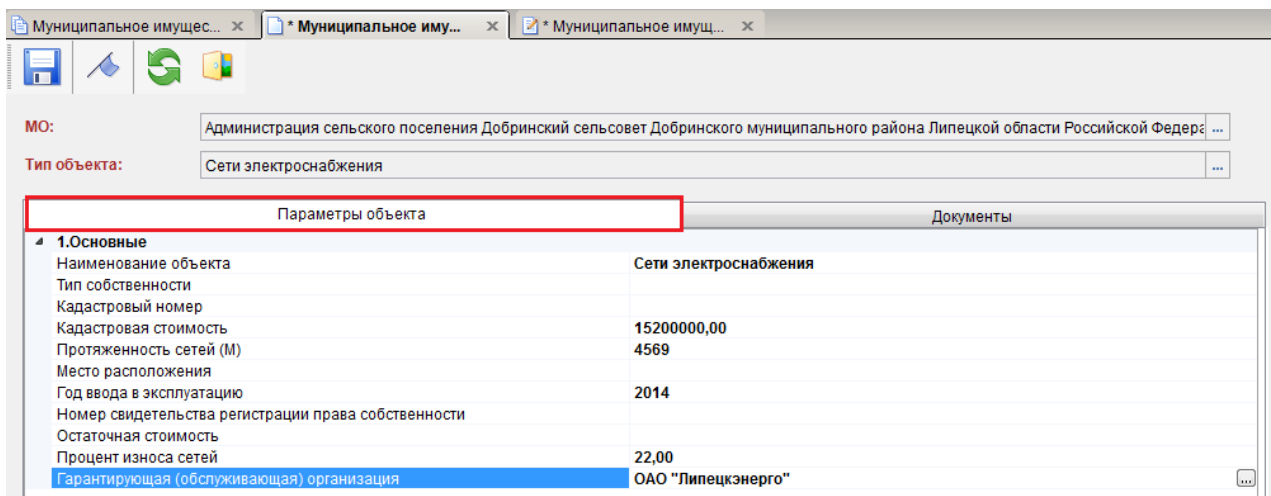 Муниципальное имущес... × * Муниципальное иму... × * Муниципальное имущ... ×
МО: Администрация сельского поселения Добринский сельсовет Добринского муниципального района Липецкой области Российской Федера ...
Тип объекта: Сети электроснабжения ...
Параметры объекта Документы
1.Основные
Наименование объекта Сети электроснабжения
Тип собственности
Кадастровый номер
Кадастровая стоимость 15200000,00
Протяженность сетей (М) 4569
Место расположения
Год ввода в эксплуатацию 2014
Номер свидетельства регистрации права собственности
Остаточная стоимость
Процент износа сетей 22,00
Гарантирующая (обслуживающая) организация ОАО "Липецкэнерго" ...